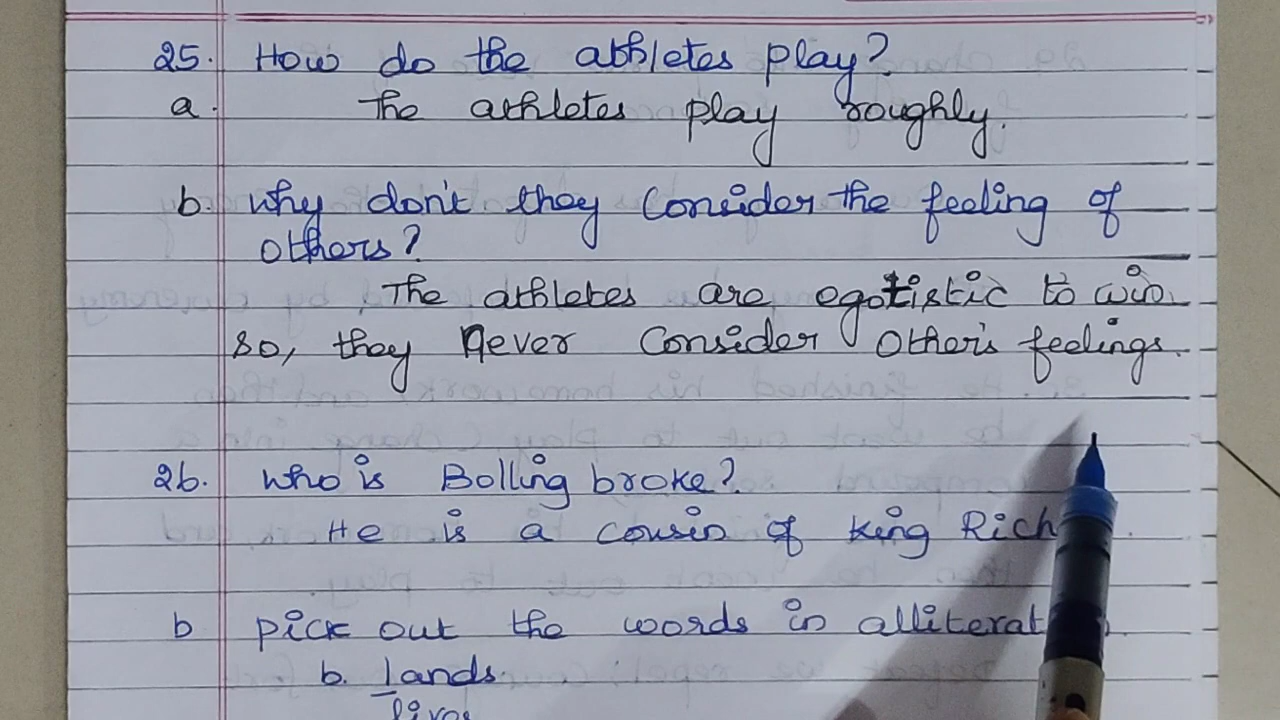 25. How do the athletes play?
a. The athletes play roughly.
b. Why don't they consider the feeling of
others?
The athletes are egotistic to win.
so, they never consider other's feelings.
26. Who is Bolling broke?
He is a cousin of King Rich
b Pick out the words in alliterat
b. lands.